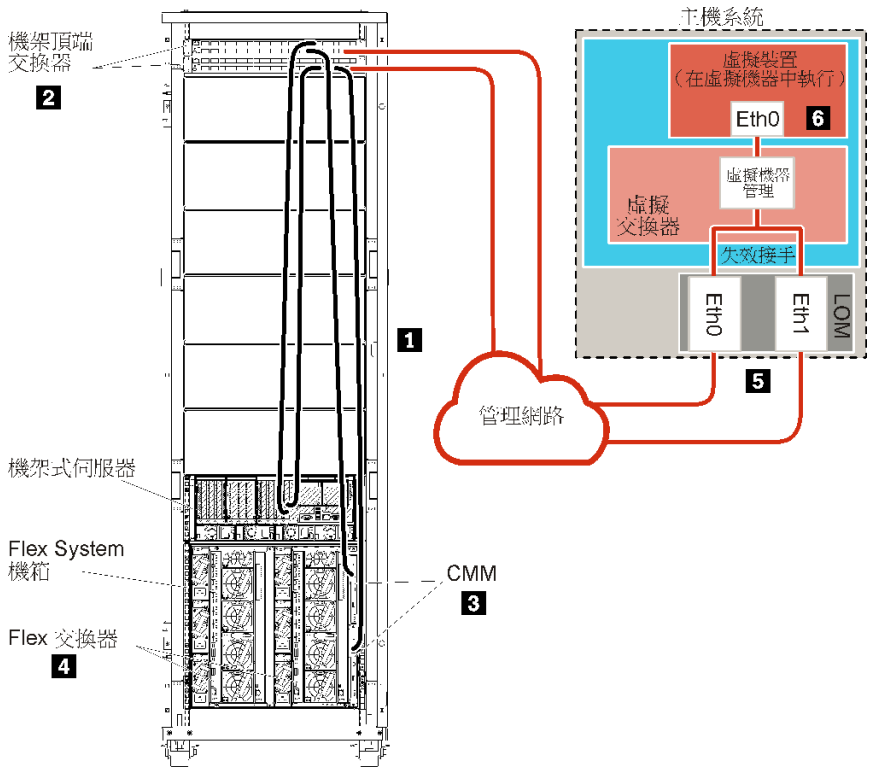 機架頂端
交換器
2
1
機架式伺服器
Flex System
機箱
Flex 交換器
4
CMM
3
管理網路
主機系統
虛擬裝置
（在虛擬機器中執行）
Eth0
6
虛擬機器
管理
虛擬
交換器
失效接手
Eth0
Eth1
LOM
5